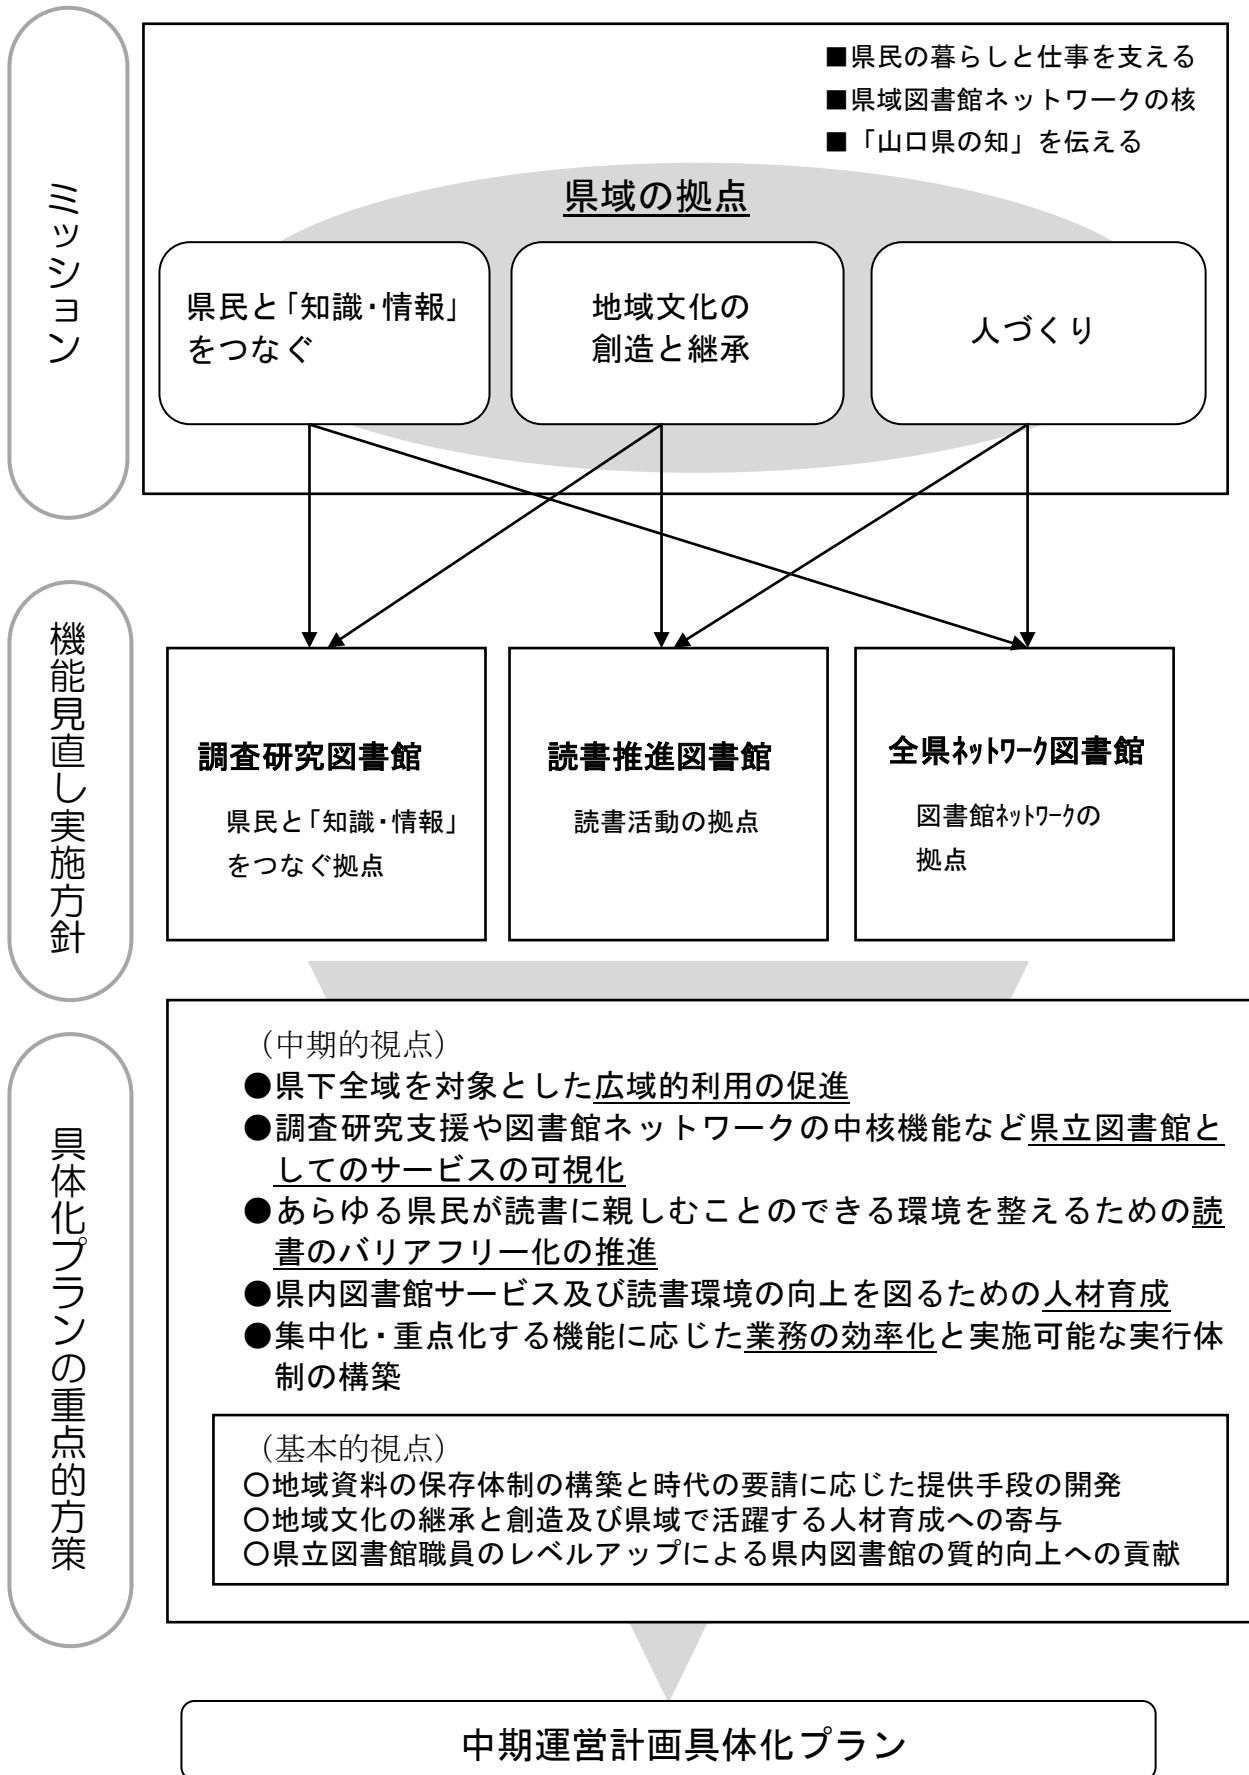 ミッション
■県民の暮らしと仕事を支える
■県域図書館ネットワークの核
■「山口県の知」を伝える
県域の拠点
県民と「知識・情報」
をつなぐ
地域文化の
創造と継承
人づくり
機能見直し実施方針
調査研究図書館
県民と「知識・情報」
をつなぐ拠点
読書推進図書館
読書活動の拠点
全県ﾈｯﾄﾜｰｸ図書館
図書館ﾈｯﾄﾜｰｸの
拠点
具体化プランの重点的方策
（中期的視点）
●県下全域を対象とした広域的利用の促進
●調査研究支援や図書館ネットワークの中核機能など県立図書館と
してのサービスの可視化
●あらゆる県民が読書に親しむことのできる環境を整えるための読
書のバリアフリー化の推進
●県内図書館サービス及び読書環境の向上を図るための人材育成
●集中化・重点化する機能に応じた業務の効率化と実施可能な実行体
制の構築
（基本的視点）
〇地域資料の保存体制の構築と時代の要請に応じた提供手段の開発
〇地域文化の継承と創造及び県域で活躍する人材育成への寄与
〇県立図書館職員のレベルアップによる県内図書館の質的向上への貢献
中期運営計画具体化プラン